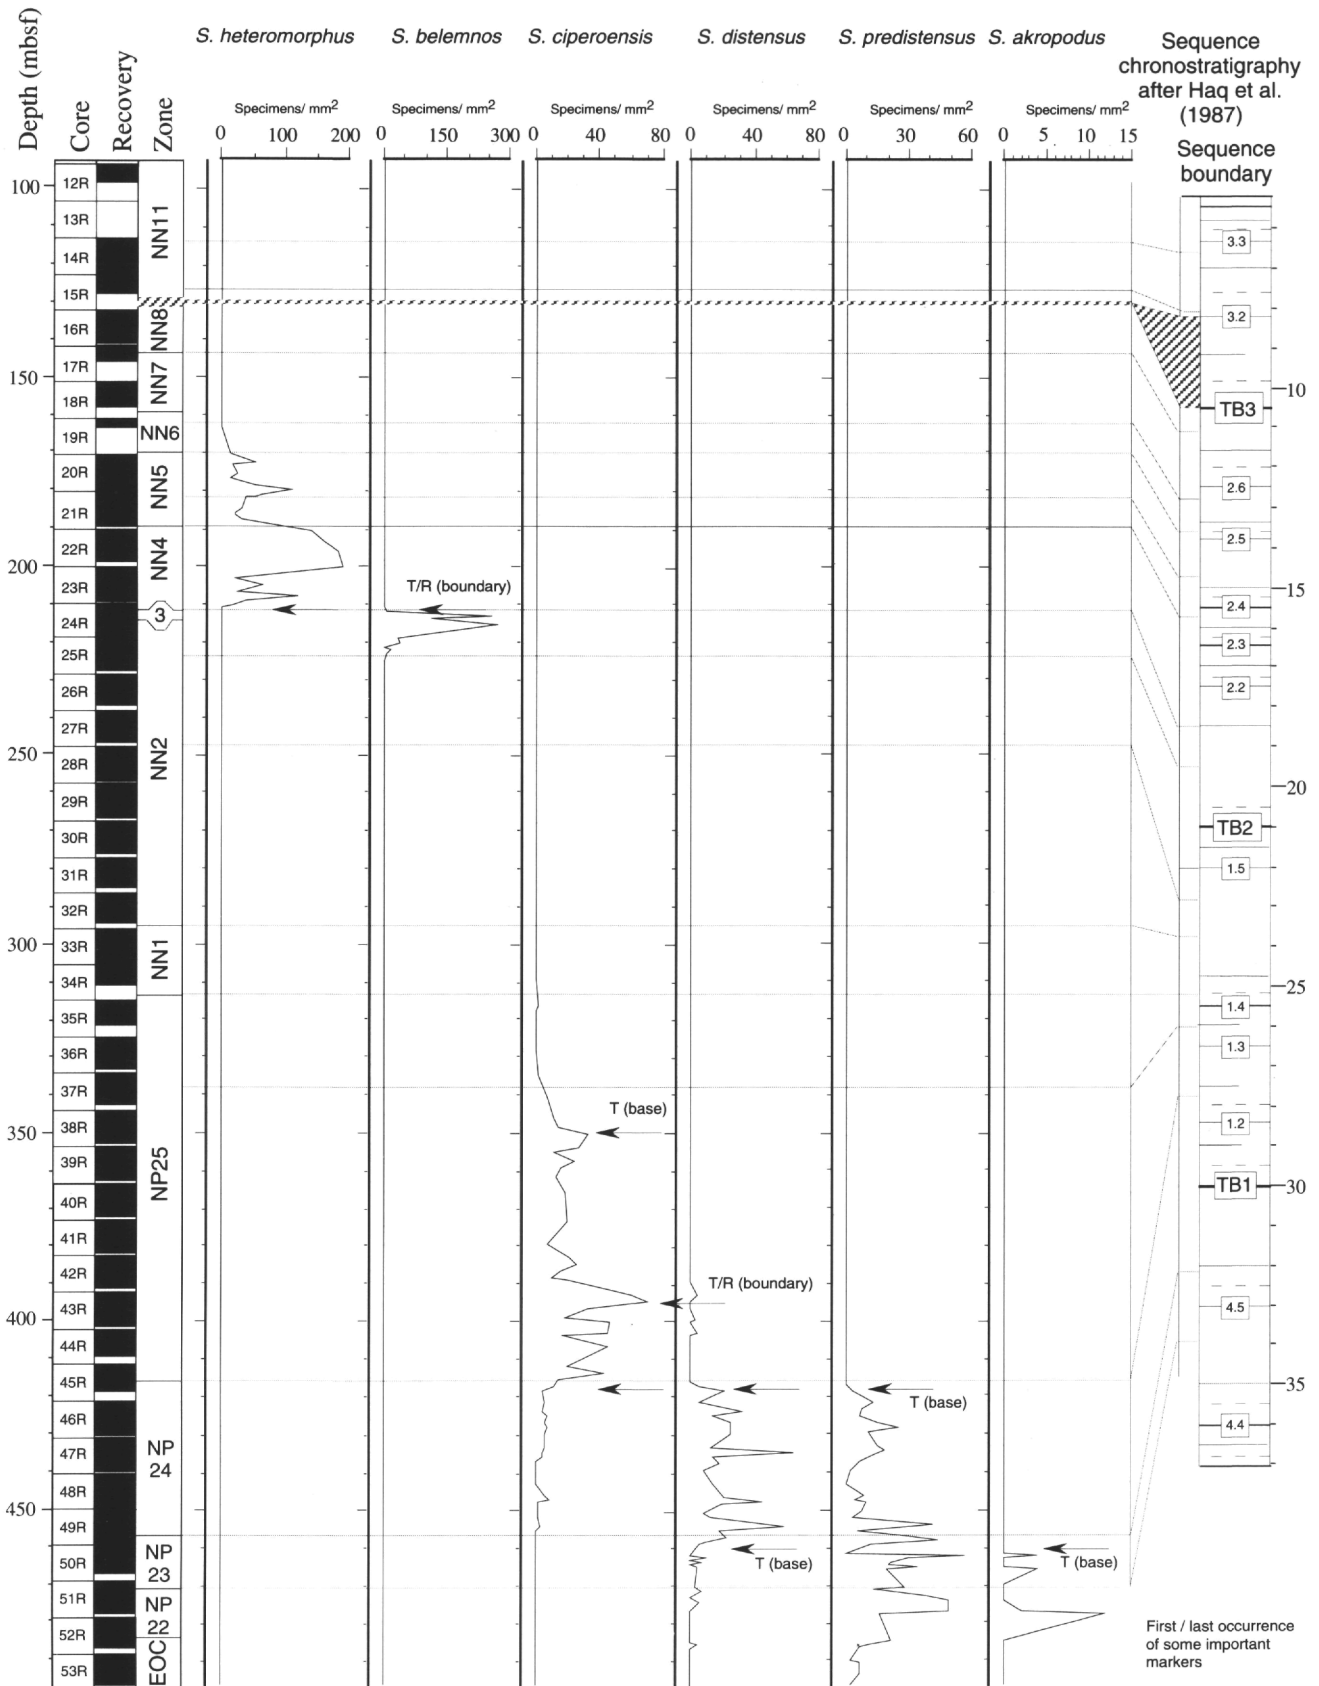 S. heteromorphus
S. belemnos
S. ciperoensis
S. distensus
S. predistensus
S. akropodus
Sequence
chronostratigraphy
after Haq et al.
(1987)
Sequence
boundary
Depth (mbsf)
Core
Recovery
Zone
Specimens/ mm2
Specimens/ mm2
Specimens/ mm2
Specimens/ mm2
Specimens/ mm2
Specimens/ mm2
0 100 200
0 150 300
0 40 80
0 40 80
0 30 60
0 5 10 15
100
150
200
250
300
350
400
450
12R
13R
14R
15R
16R
17R
18R
19R
20R
21R
22R
23R
24R
25R
26R
27R
28R
29R
30R
31R
32R
33R
34R
35R
36R
37R
38R
39R
40R
41R
42R
43R
44R
45R
46R
47R
48R
49R
50R
51R
52R
53R
NN11
NN8
NN7
NN6
NN5
NN4
3
NN2
NN1
NP25
NP
24
NP
23
NP
22
EOC
T/R (boundary)
T (base)
T/R (boundary)
T (base)
T (base)
T (base)
3.3
3.2
TB3
2.6
2.5
2.4
2.3
2.2
TB2
1.5
1.4
1.3
1.2
TB1
4.5
4.4
10
15
20
25
30
35
First / last occurrence
of some important
markers